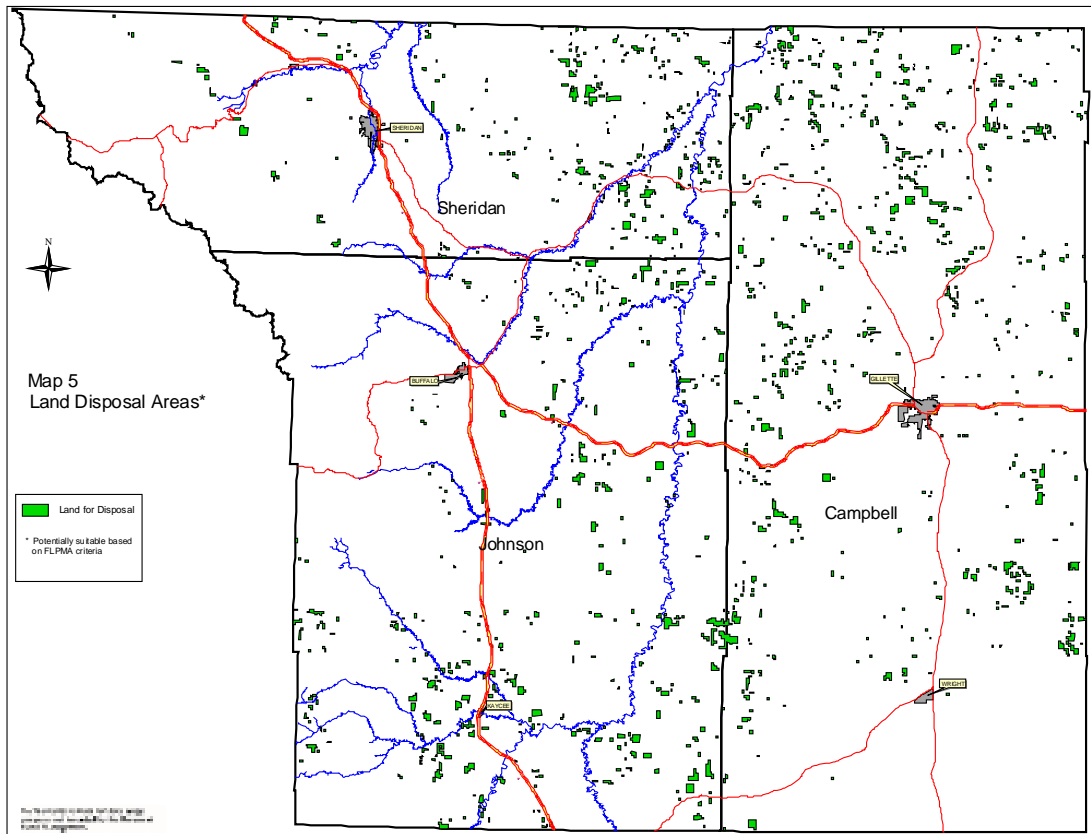 N
SHERIDAN
Sheridan
Map 5
Land Disposal Areas*
BUFFALO
GILLETTE
Land for Disposal
* Potentially suitable based
on FLPMA criteria
Campbell
Johnson
KAYCEE
WRIGHT